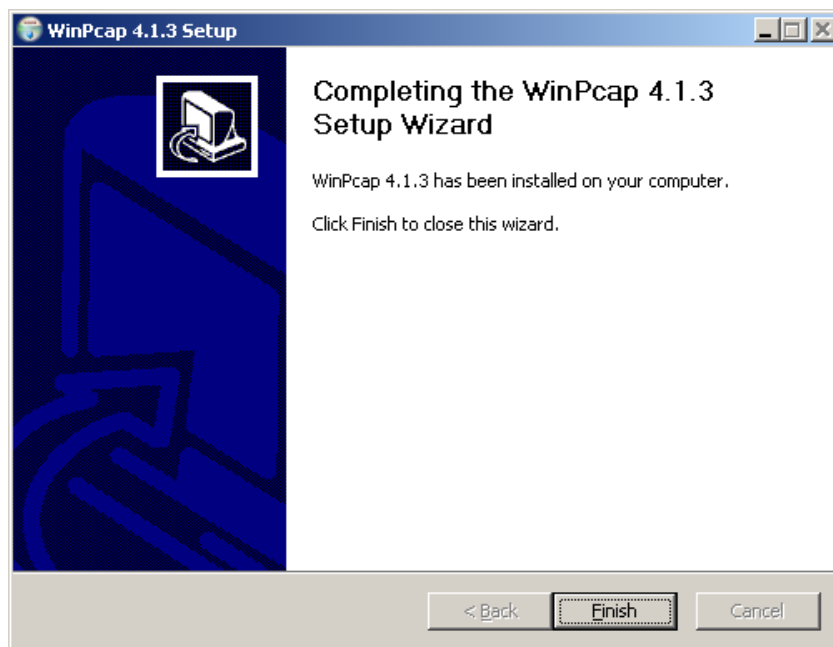 WinPcap 4.1.3 Setup
Completing the WinPcap 4.1.3
Setup Wizard
WinPcap 4.1.3 has been installed on your computer.
Click Finish to close this wizard.
< Back
Finish
Cancel